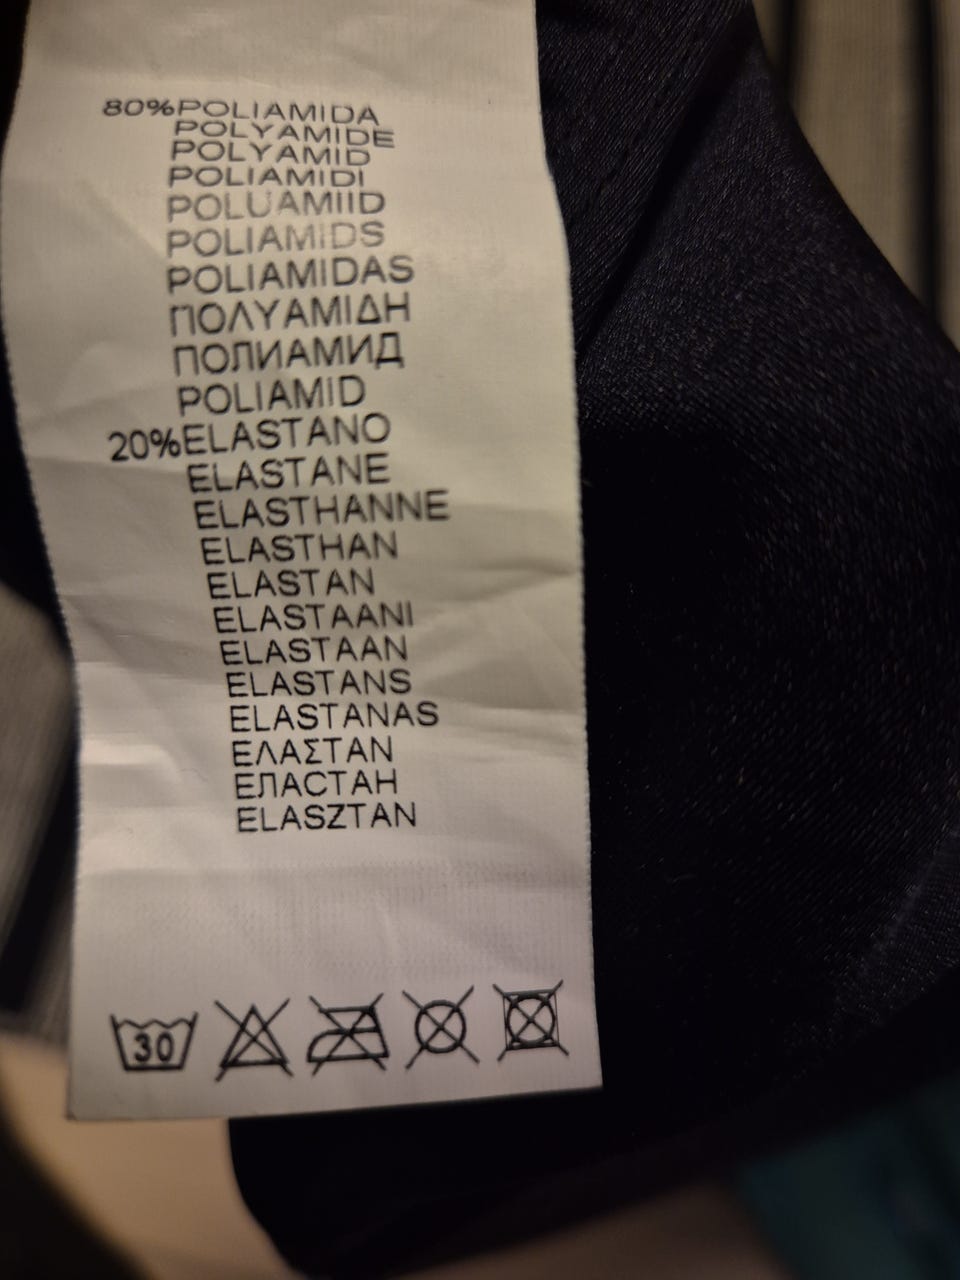 80%POLIAMIDA
POLYAMIDE
POLYAMID
POLIAMIDI
POLUAMIID
POLIAMIDS
POLIAMIDAS
ΠΟΛΥΑΜΙΔΗ
ПОЛИАМИД
POLIAMID
20%ELASTANO
ELASTANE
ELASTHANNE
ELASTHAN
ELASTAN
ELASTAANI
ELASTAAN
ELASTANS
ELASTANAS
ΕΛΑΣΤΑΝ
ЕЛАСТАН
ELASZTAN
30